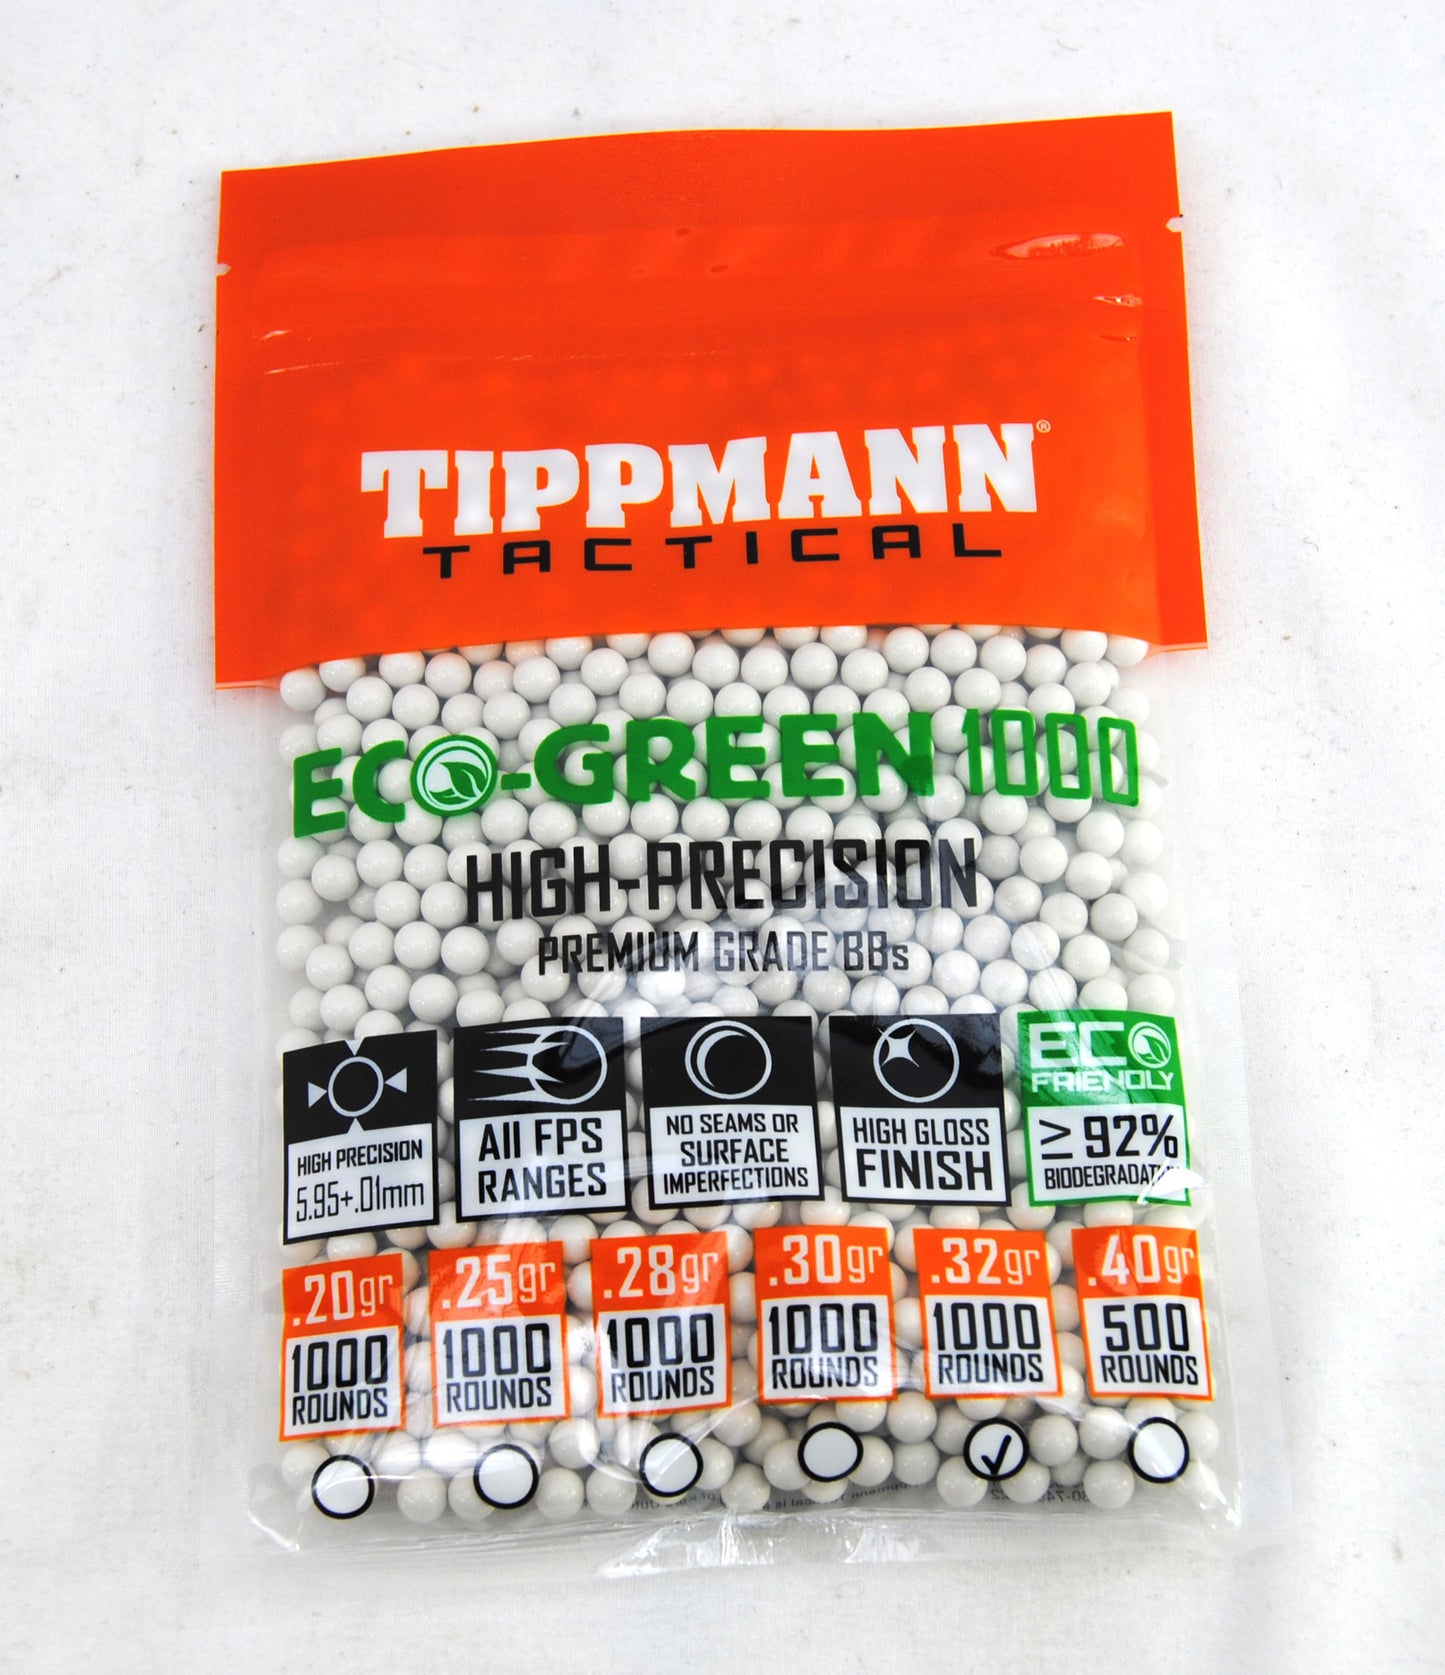 TIPPMANN®
TACTICAL
ECO-GREEN 1000
HIGH-PRECISION
PREMIUM GRADE BBs
HIGH PRECISION
5.95+.01mm
All FPS
RANGES
NO SEAMS OR
SURFACE
IMPERFECTIONS
HIGH GLOSS
FINISH
ECO
FRIENDLY
≥92%
.20gr
1000
ROUNDS
.25gr
1000
ROUNDS
.28gr
1000
ROUNDS
.30gr
1000
ROUNDS
.32gr
1000
ROUNDS
.40gr
500
ROUNDS